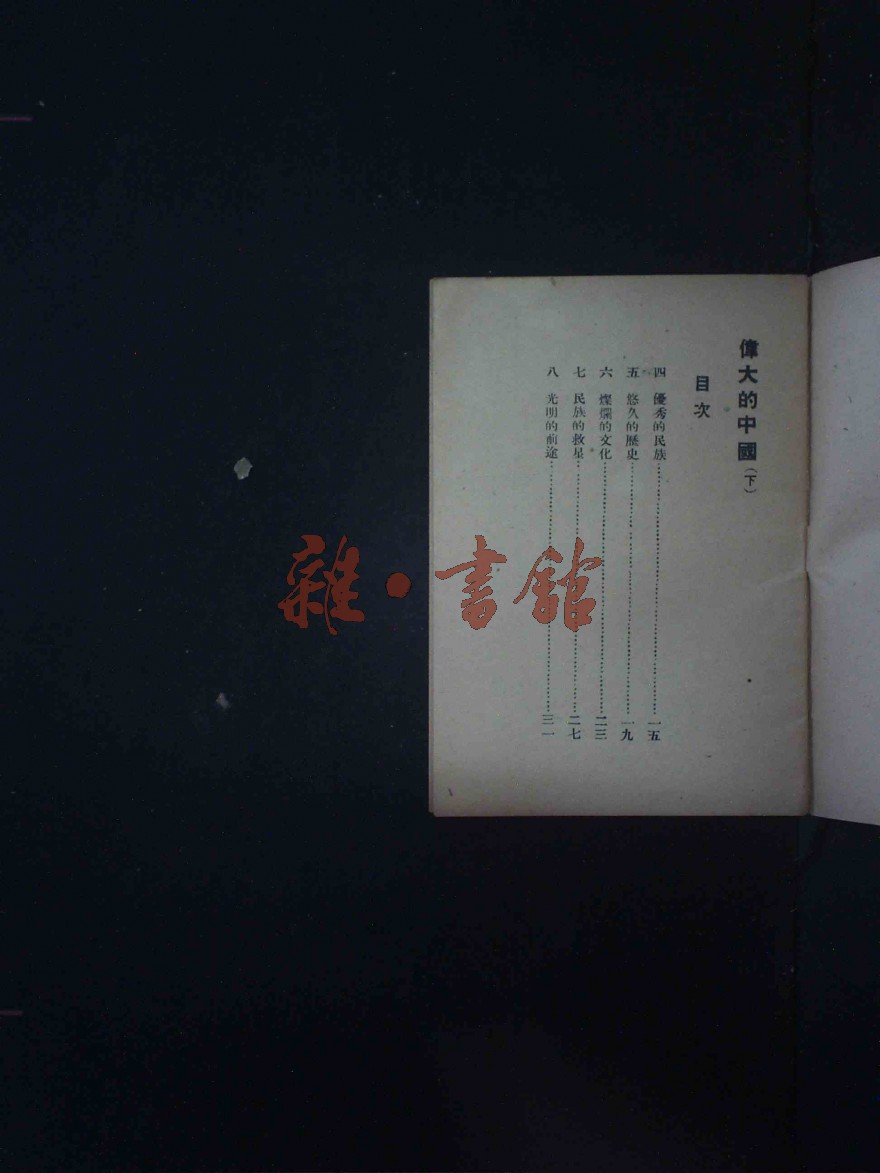 偉大的中國(下)
目次
四　優秀的民族……一五
五　悠久的歷史……一九
六　燦爛的文化……二三
七　民族的救星……二七
八　光明的前途……三一
雜·書館